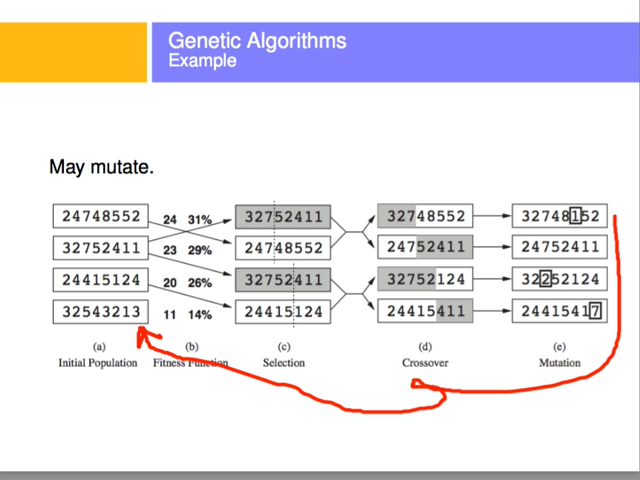 Genetic Algorithms
Example
May mutate.
24748552 24 31% 32752411 32748552 32748152
32752411 23 29% 24748552 24752411 24752411
24415124 20 26% 32752411 32752124 32252124
32543213 11 14% 24415124 24415411 24415417
(a) (b) (c) (d) (e)
Initial Population Fitness Function Selection Crossover Mutation